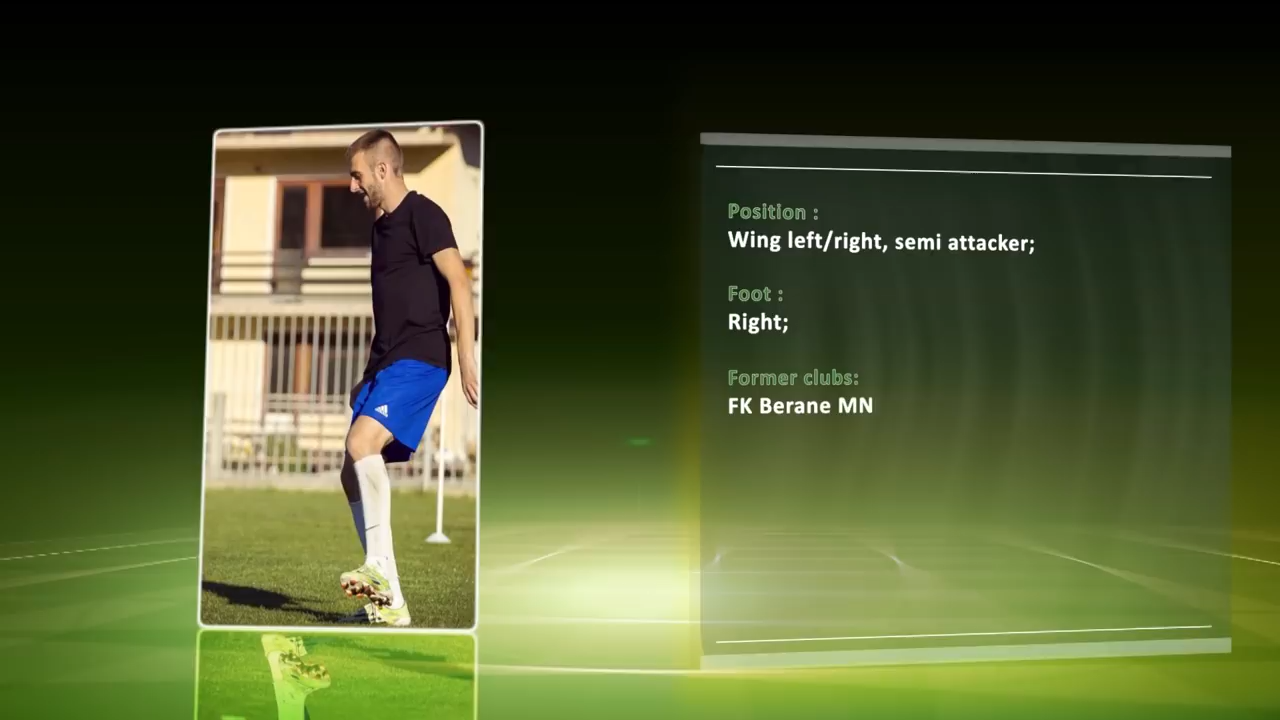 Position :
Wing left/right, semi attacker;
Foot :
Right;
Former clubs:
FK Berane MN